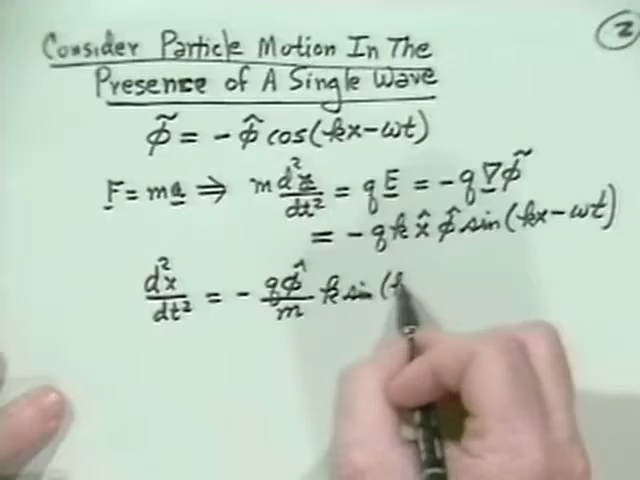 2
Consider Particle Motion In The
Presence of A Single Wave
φ̃ = - φ̂ cos(kx-ωt)
F = ma ⇒ m d²x/dt² = q E = -q ∇φ̃
= - q k x̂ φ̂ sin(kx-ωt)
d²x/dt² = - qφ̂/m k sin(k